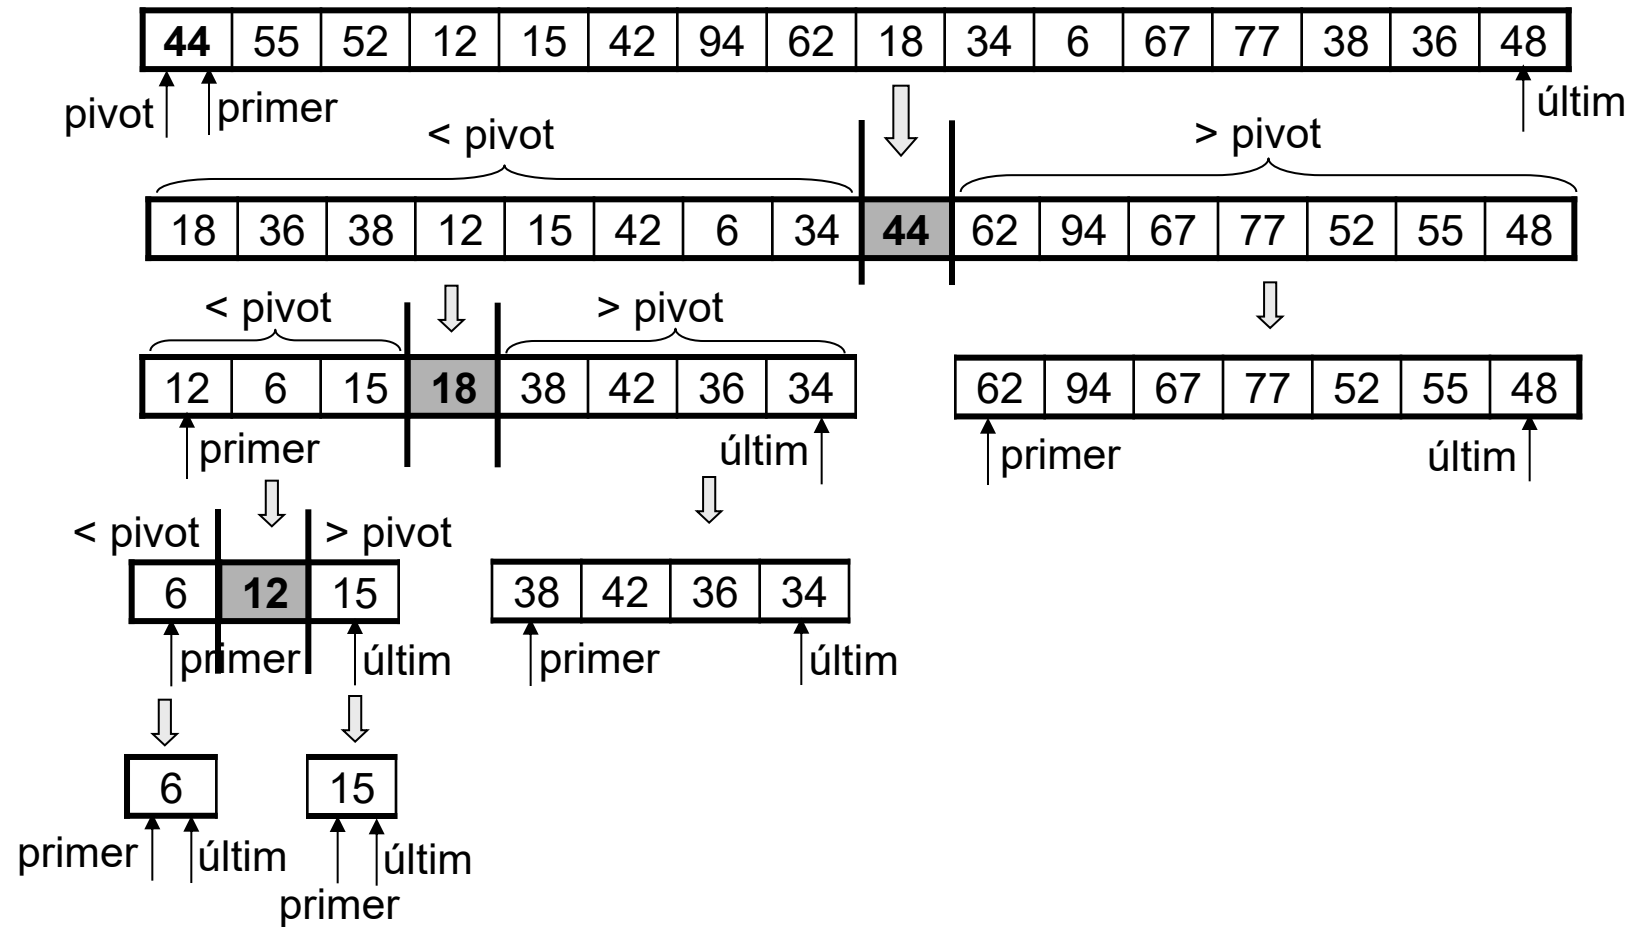 44 55 52 12 15 42 94 62 18 34 6 67 77 38 36 48
pivot primer últim
< pivot > pivot
18 36 38 12 15 42 6 34 44 62 94 67 77 52 55 48
< pivot > pivot
12 6 15 18 38 42 36 34 62 94 67 77 52 55 48
primer últim primer últim
< pivot > pivot
6 12 15 38 42 36 34
primer últim primer últim
6 15
primer últim últim
primer